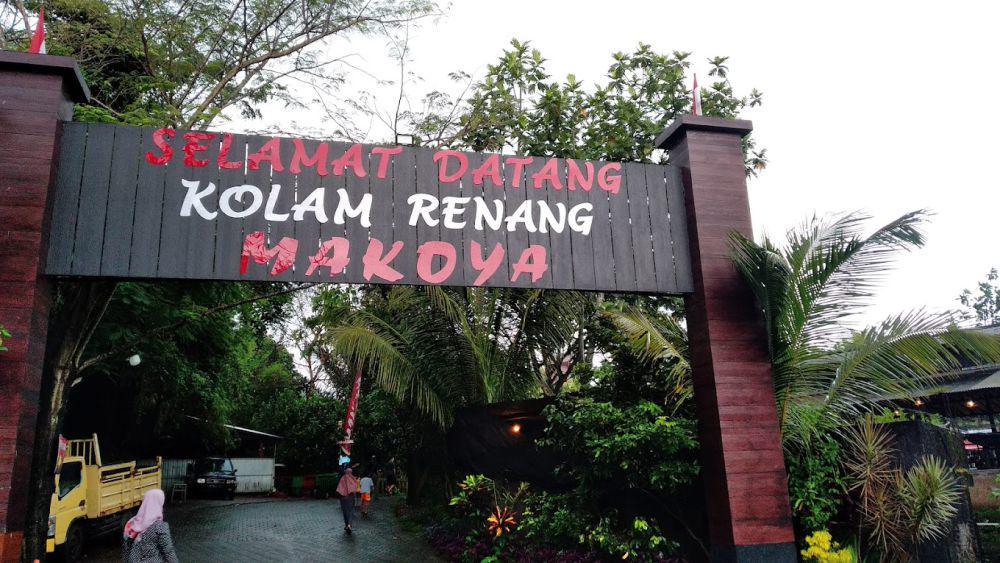 SELAMAT DATANG
KOLAM RENANG
MAKOYA